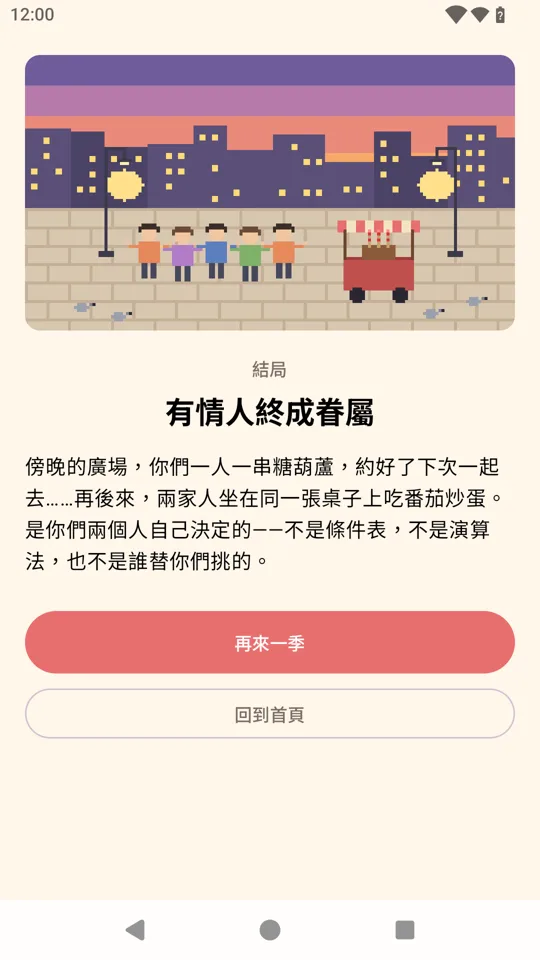 12:00
結局
有情人終成眷屬
傍晚的廣場，你們一人一串糖葫蘆，約好了下次一起
去……再後來，兩家人坐在同一張桌子上吃番茄炒蛋。
是你們兩個人自己決定的——不是條件表，不是演算
法，也不是誰替你們挑的。
再來一季
回到首頁